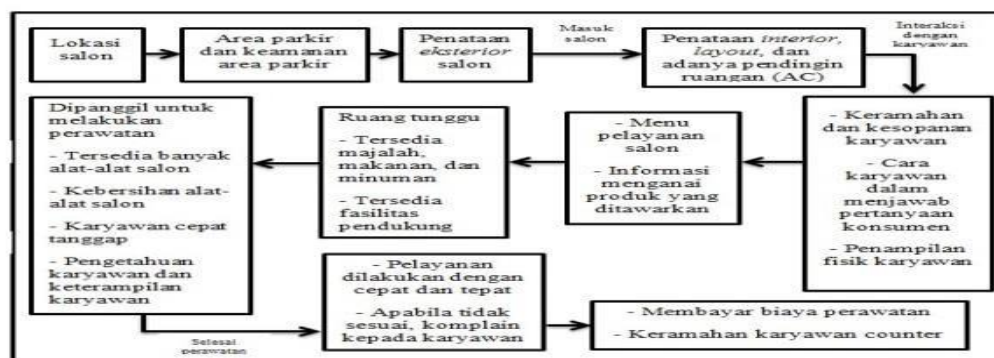 Lokasi
salon
Area parkir
dan keamanan
area parkir
Penataan
eksterior
salon
Masuk
salon
Penataan interior,
layout, dan
adanya pendingin
ruangan (AC)
Interaksi
dengan
karyawan
- Keramahan
dan kesopanan
karyawan
- Cara
karyawan
dalam
menjawab
pertanyaan
konsumen
- Penampilan
fisik karyawan
- Menu
pelayanan
salon
- Informasi
menganai
produk yang
ditawarkan
Ruang tunggu
- Tersedia
majalah,
makanan, dan
minuman
- Tersedia
fasilitas
pendukung
Dipanggil untuk
melakukan
perawatan
- Tersedia banyak
alat-alat salon
- Kebersihan alat-
alat salon
- Karyawan cepat
tanggap
- Pengetahuan
karyawan dan
keterampilan
karyawan
Selesai
perawatan
- Pelayanan
dilakukan dengan
cepat dan tepat
- Apabila tidak
sesuai, komplain
kepada karyawan
- Membayar biaya perawatan
- Keramahan karyawan counter